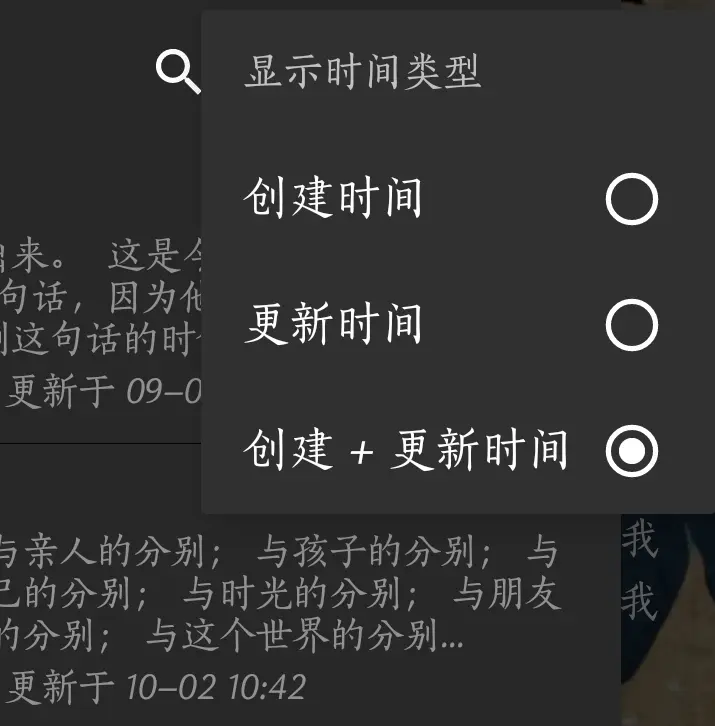 显示时间类型
创建时间
更新时间
创建 + 更新时间
来。 这是
句话，因为他
到这句话的时
更新于 09-0
与亲人的分别； 与孩子的分别； 与
己的分别； 与时光的分别； 与朋友
的分别； 与这个世界的分别...
更新于 10-02 10:42
我
我